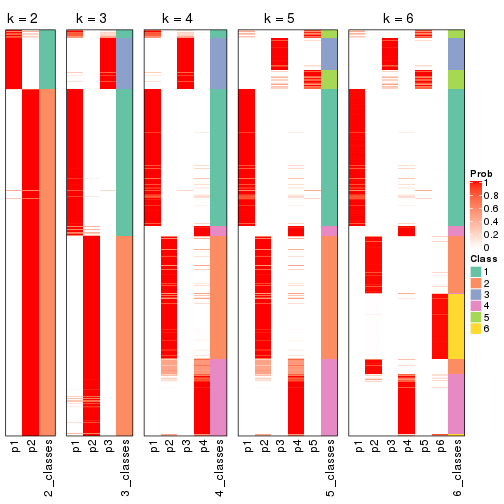 k = 2
k = 3
k = 4
k = 5
k = 6
p1
p2
2_classes
p1
p2
p3
3_classes
p1
p2
p3
p4
4_classes
p1
p2
p3
p4
p5
5_classes
p1
p2
p3
p4
p5
p6
6_classes
Prob
1
0.8
0.6
0.4
0.2
0
Class
1
2
3
4
5
6